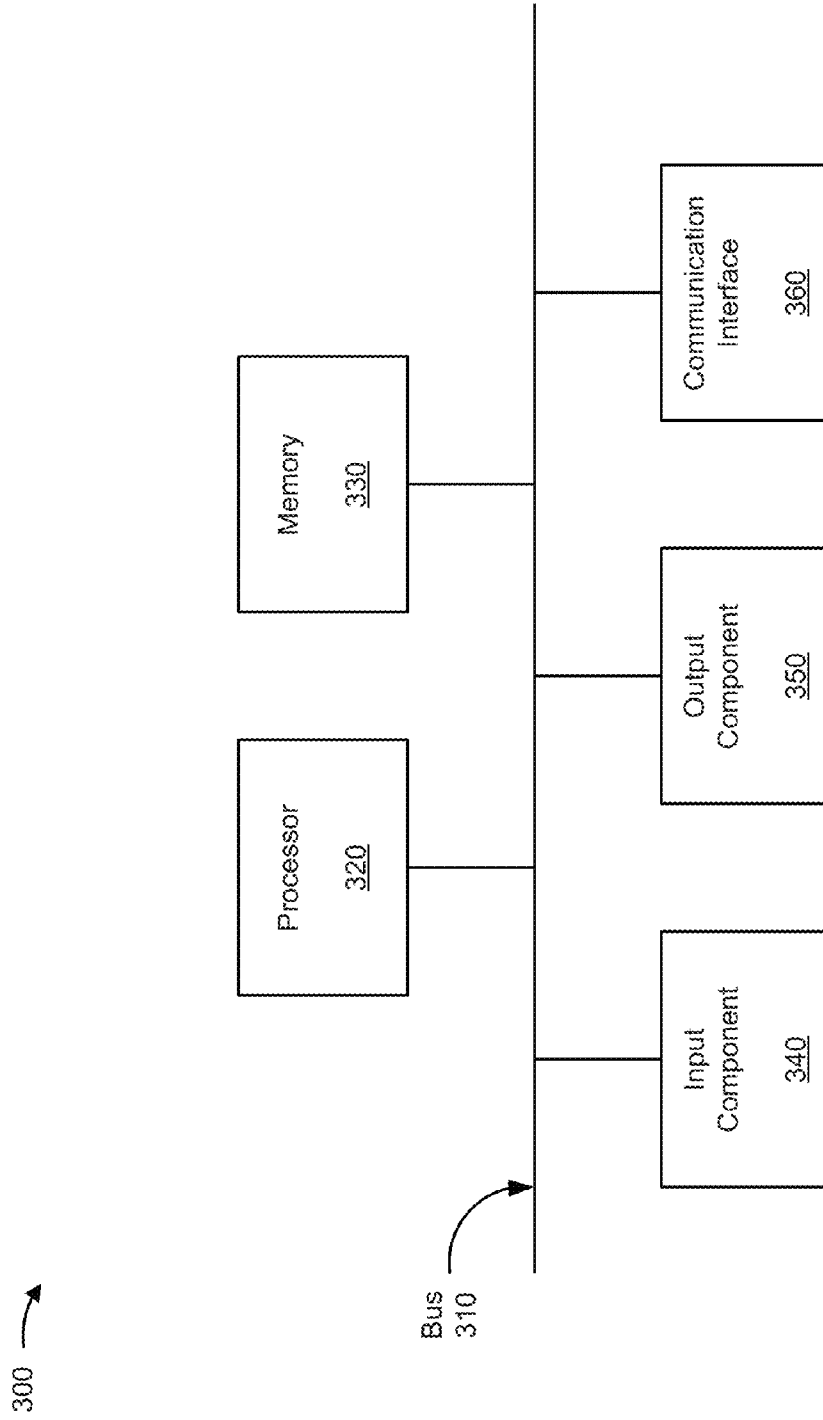 300
Bus
310
Processor
320
Memory
330
Input
Component
340
Output
Component
350
Communication
Interface
360